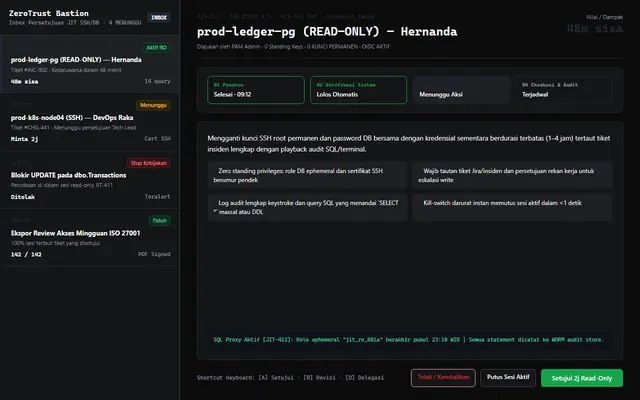 ZeroTrust Bastion
Inbox Persetujuan JIT SSH/DB · 4 MENUNGGU
INBOX
Aktif RO
prod-ledger-pg (READ-ONLY) — Hernanda
Tiket #INC-902 · Kedaluwarsa dalam 48 menit
48m sisa
14 query
Menunggu
prod-k8s-node04 (SSH) — DevOps Raka
Tiket #CHG-441 · Menunggu persetujuan Tech Lead
Minta 2j
Cert SSH
Stop Kebijakan
Blokir UPDATE pada dbo.Transactions
Percobaan di dalam sesi read-only JIT-411
Ditolak
Teralert
Patuh
Ekspor Review Akses Mingguan ISO 27001
100% sesi tertaut tiket yang disetujui
142 / 142
PDF Signed
prod-ledger-pg (READ-ONLY) — Hernanda
Diajukan oleh PAM Admin · 0 Standing Keys · 0 KUNCI PERMANEN · OIDC AKTIF
Nilai / Dampak
48m sisa
Selesai · 09:12
02 Verifikasi Sistem
Lolos Otomatis
Menunggu Aksi
04 Eksekusi & Audit
Terjadwal
Mengganti kunci SSH root permanen dan password DB bersama dengan kredensial sementara berdurasi terbatas (1–4 jam) tertaut tiket
insiden lengkap dengan playback audit SQL/terminal.
Zero standing privileges: role DB ephemeral dan sertifikat SSH
berumur pendek
Wajib tautan tiket Jira/insiden dan persetujuan rekan kerja untuk
eskalasi write
Log audit lengkap keystroke dan query SQL yang menandai `SELECT
*` massal atau DDL
Kill-switch darurat instan memutus sesi aktif dalam <1 detik
SQL Proxy Aktif [JIT-412]: Role ephemeral "jit_ro_881a" berakhir pukul 23:10 WIB | Semua statement dicatat ke WORM audit store.
Shortcut Keyboard: [A] Setujui · [R] Revisi · [D] Delegasi
Tolak / Kembalikan
Putus Sesi Aktif
Setujui 2j Read-Only